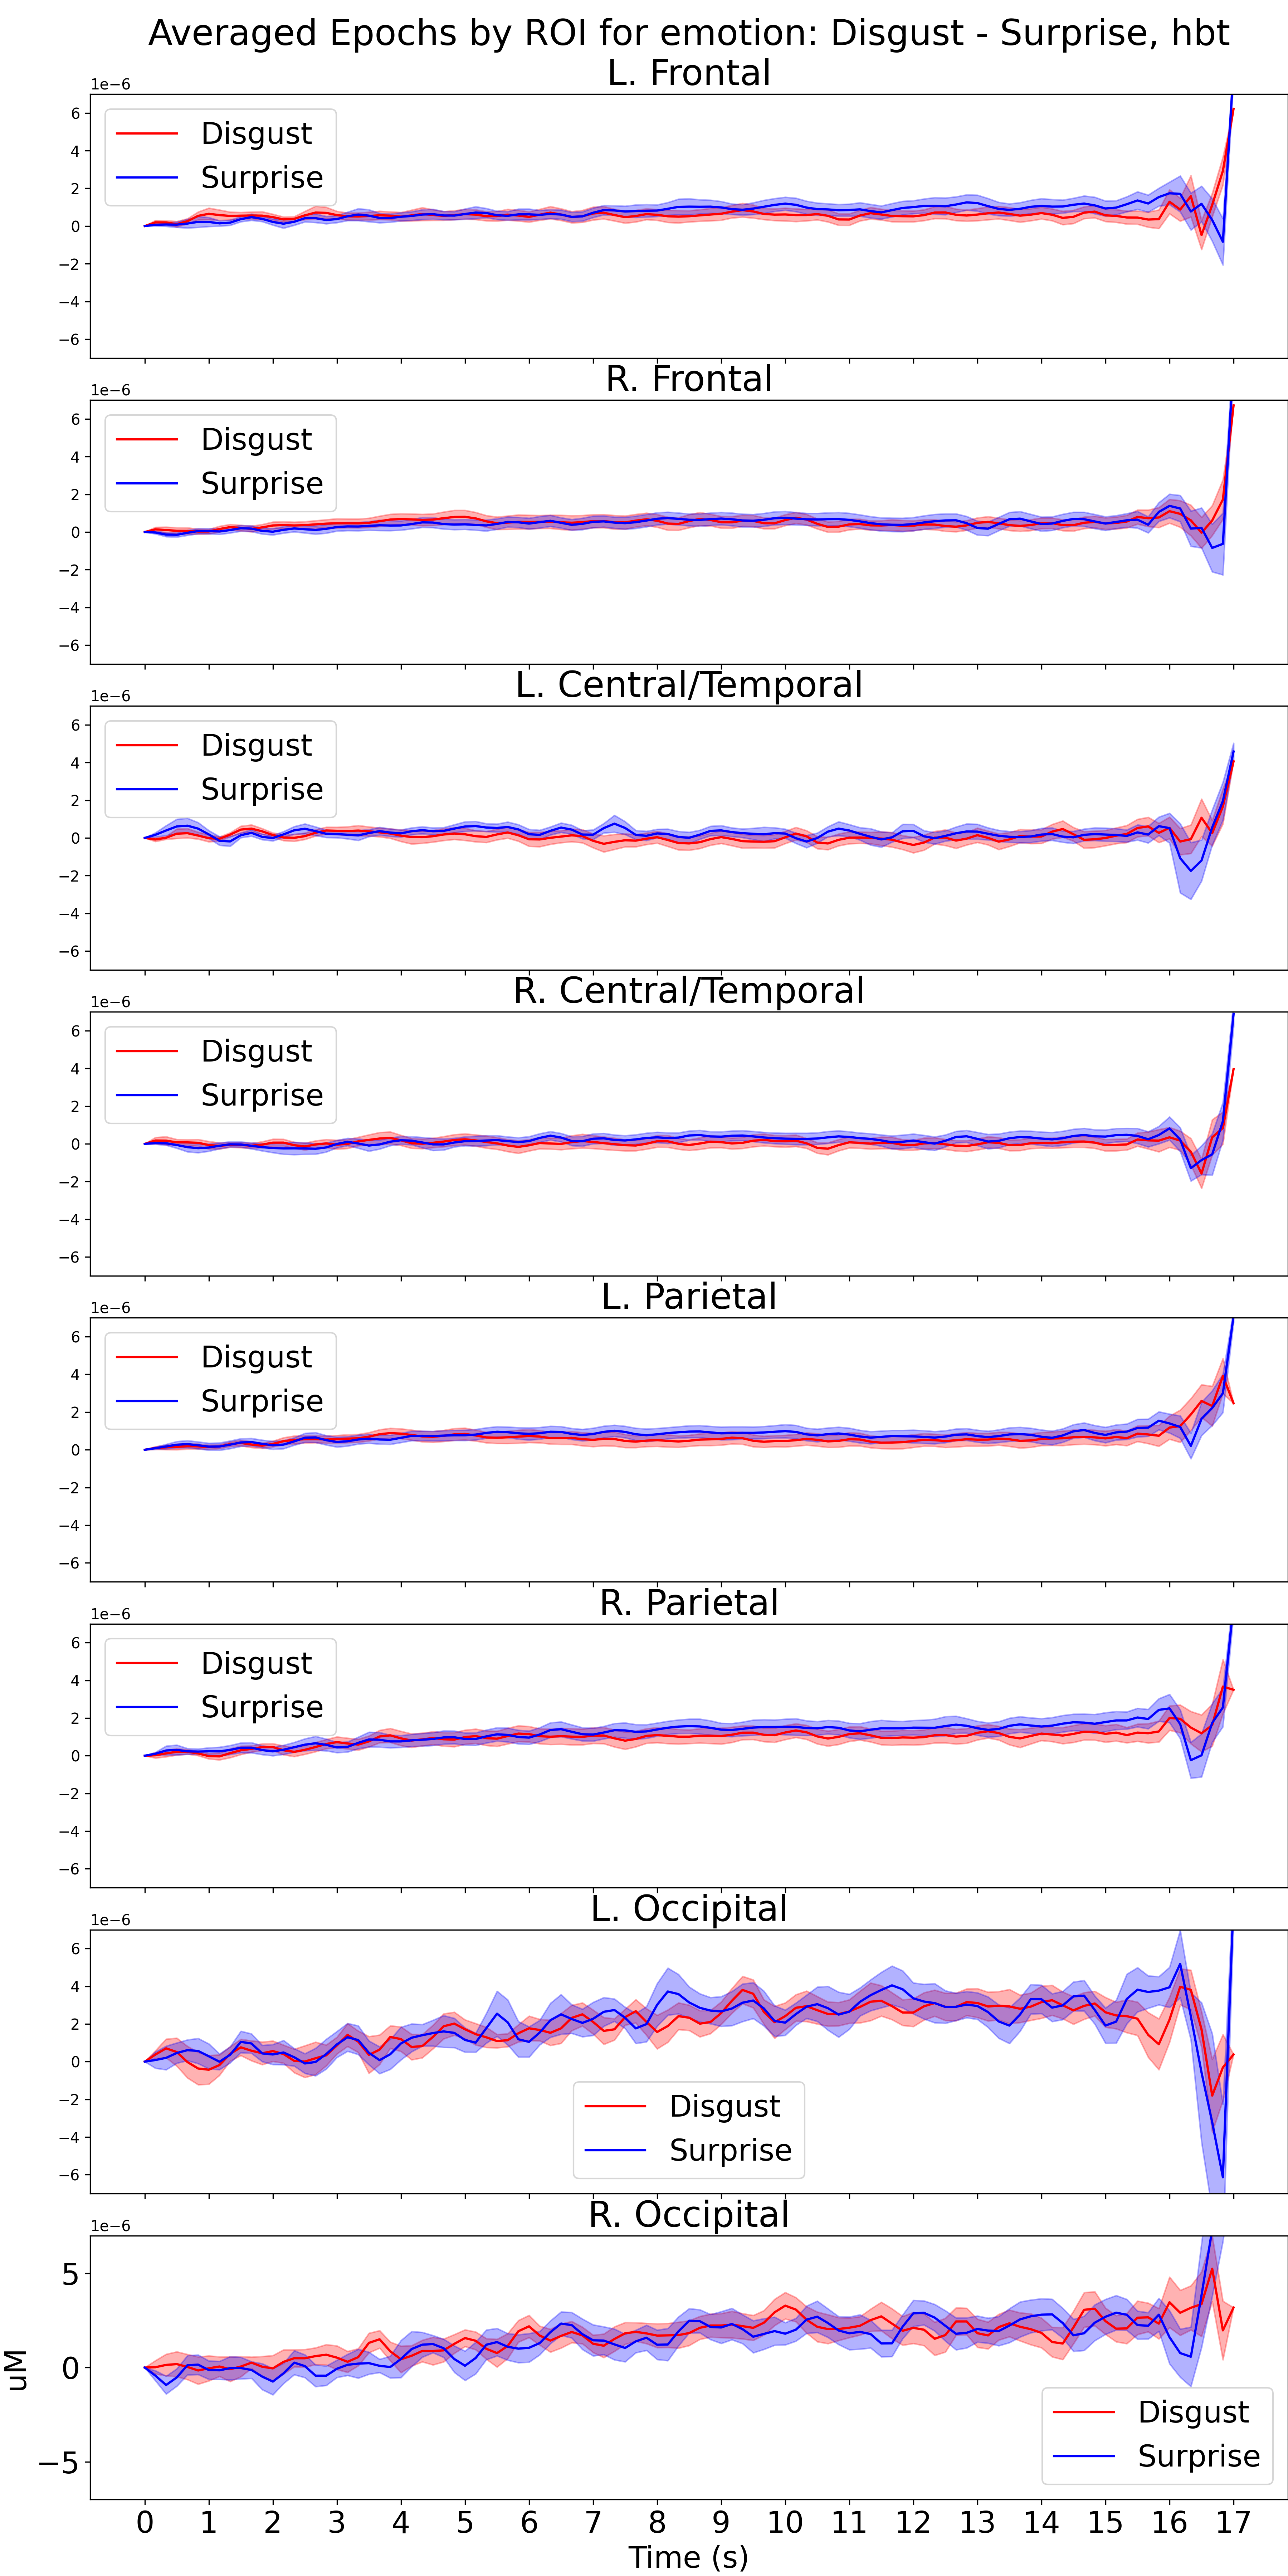 Averaged Epochs by ROI for emotion: Disgust - Surprise, hbt
L. Frontal
1e−6
6
4
2
0
−2
−4
−6
Disgust
Surprise
R. Frontal
1e−6
6
4
2
0
−2
−4
−6
Disgust
Surprise
L. Central/Temporal
1e−6
6
4
2
0
−2
−4
−6
Disgust
Surprise
R. Central/Temporal
1e−6
6
4
2
0
−2
−4
−6
Disgust
Surprise
L. Parietal
1e−6
6
4
2
0
−2
−4
−6
Disgust
Surprise
R. Parietal
1e−6
6
4
2
0
−2
−4
−6
Disgust
Surprise
L. Occipital
1e−6
6
4
2
0
−2
−4
−6
Disgust
Surprise
R. Occipital
1e−6
5
0
−5
uM
Disgust
Surprise
0 1 2 3 4 5 6 7 8 9 10 11 12 13 14 15 16 17
Time (s)